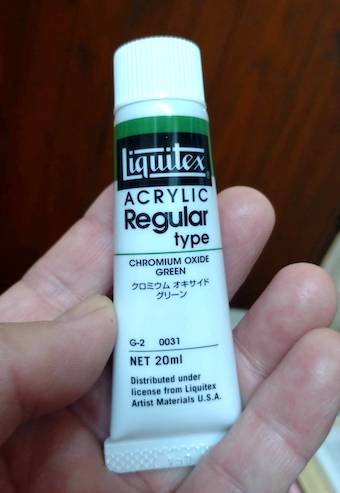 Liquitex
ACRYLIC
Regular
type
CHROMIUM OXIDE
GREEN
クロミウム オキサイド
グリーン
G-2 0031
NET 20ml
Distributed under
license from Liquitex
Artist Materials U.S.A.